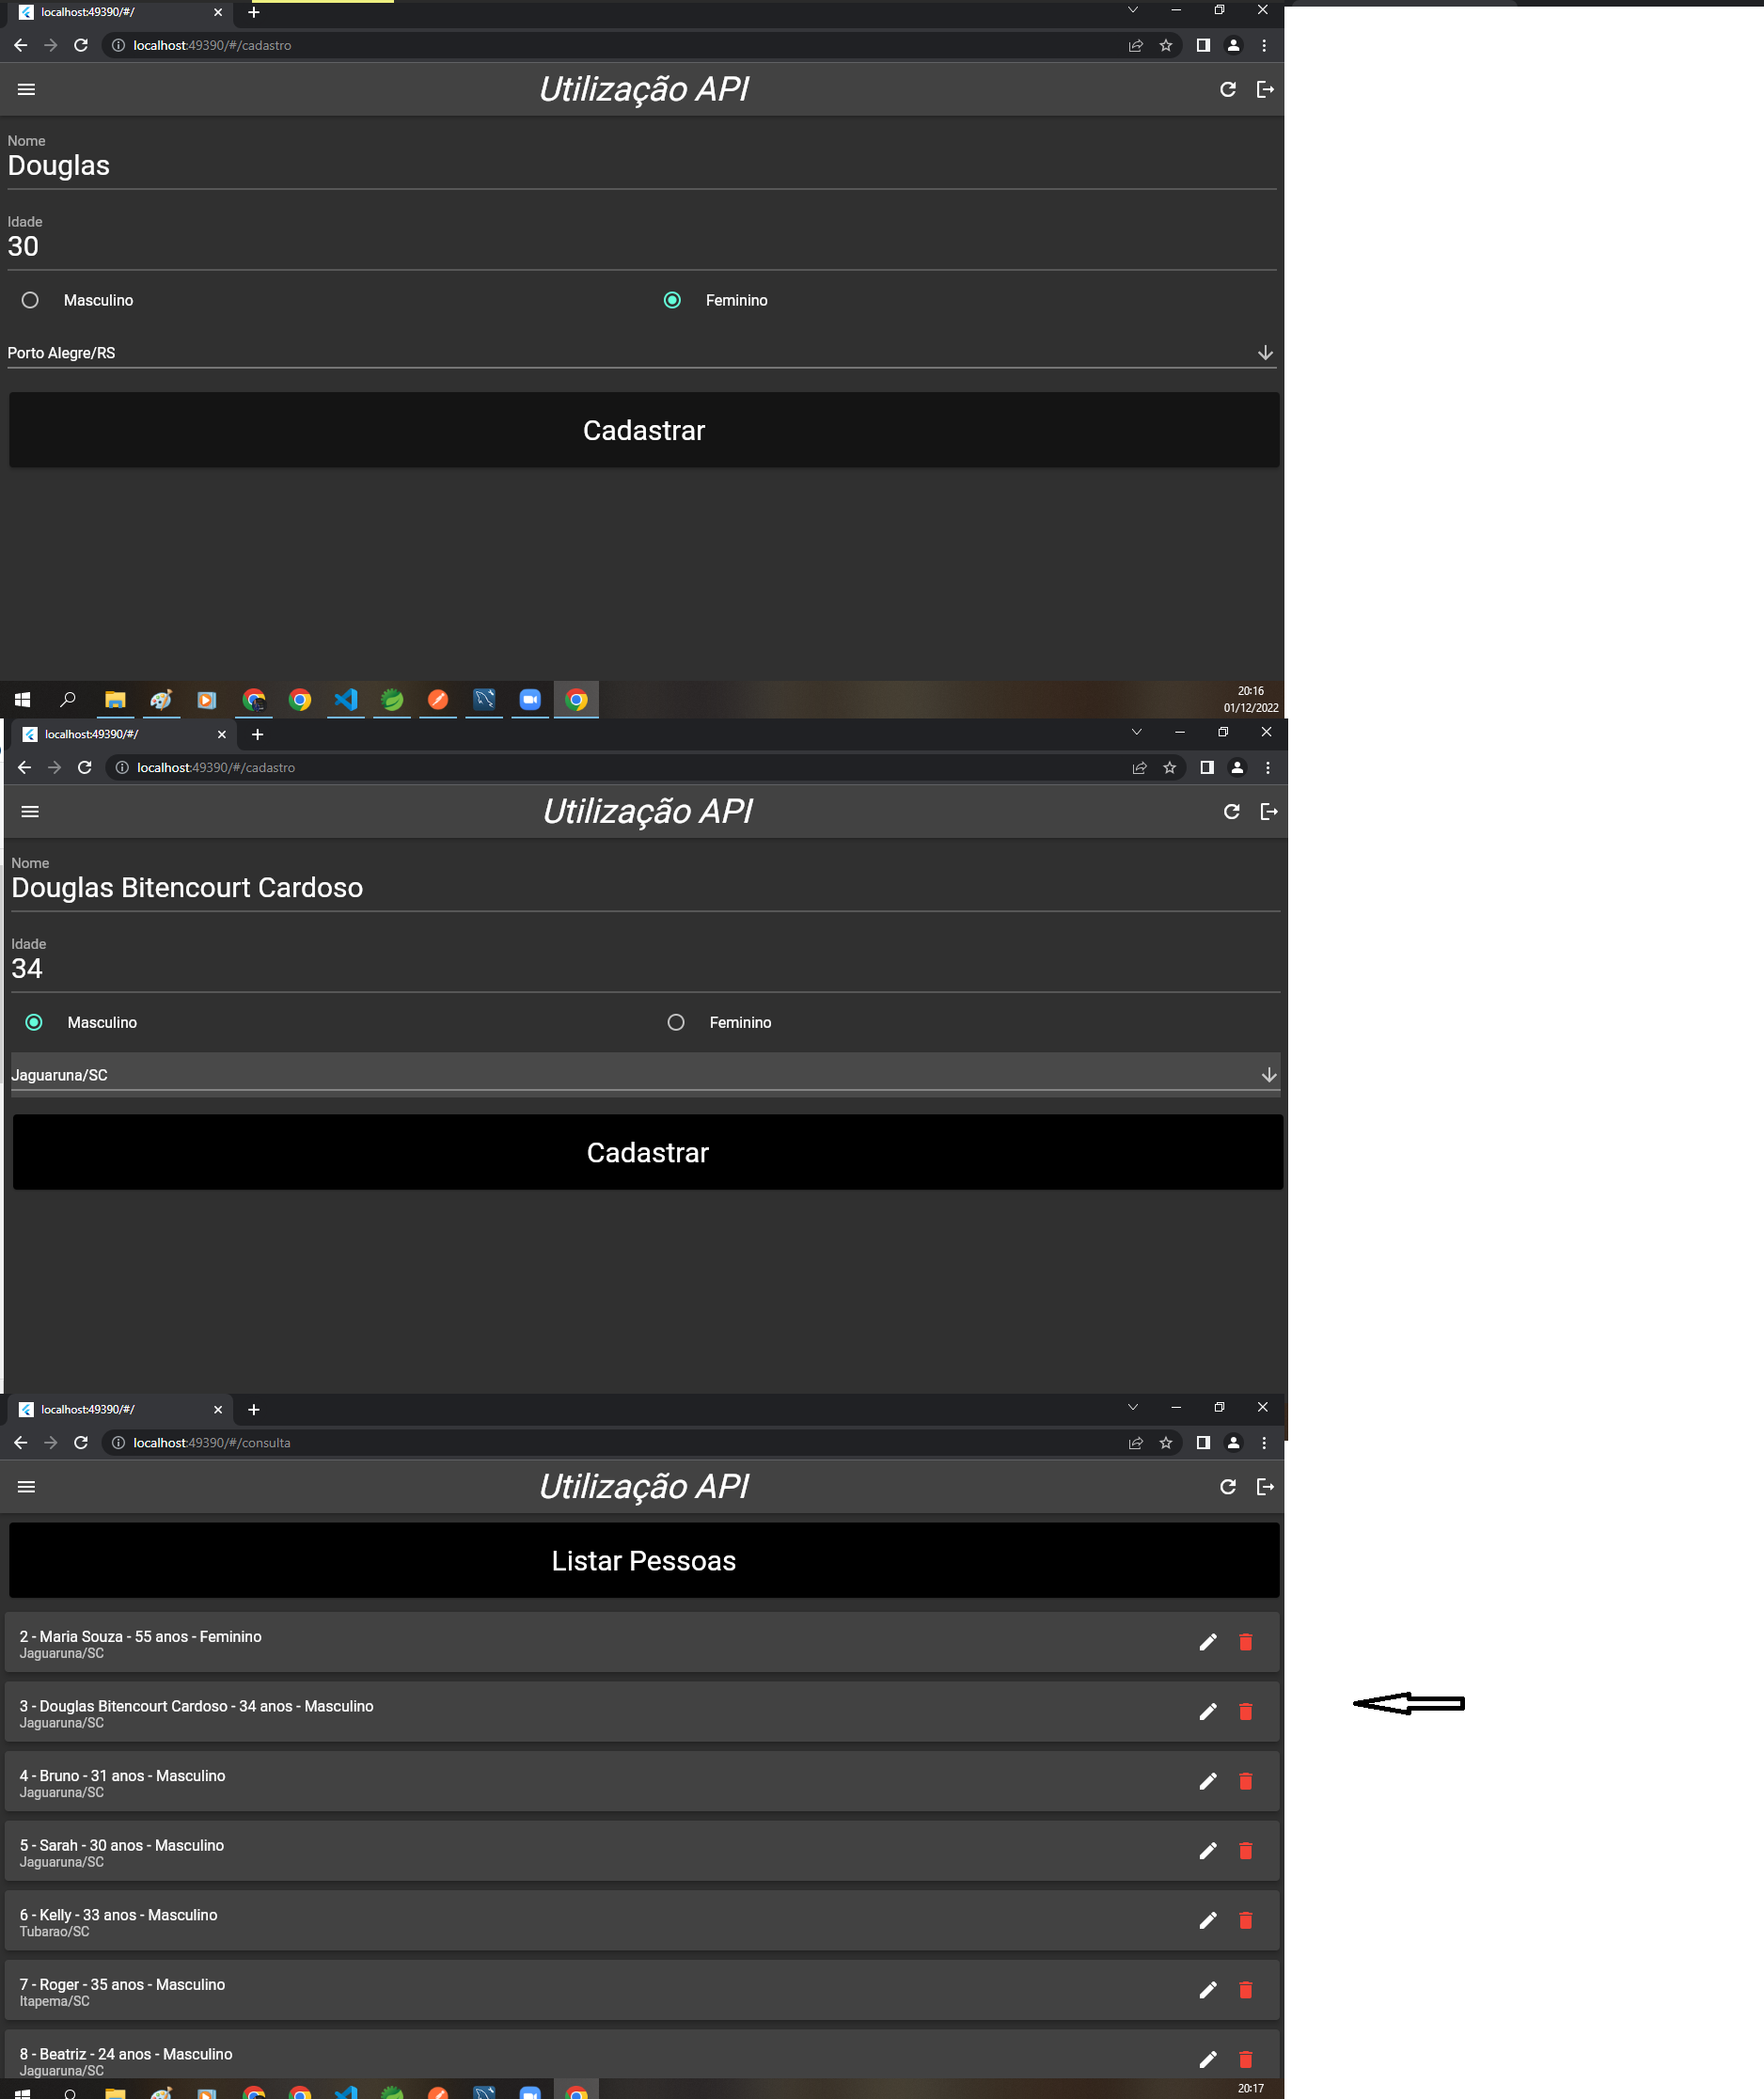 localhost:49390/#/
localhost:49390/#/cadastro
Utilização API
Nome
Douglas
Idade
30
Masculino
Feminino
Porto Alegre/RS
Cadastrar
20:16
01/12/2022
localhost:49390/#/
localhost:49390/#/cadastro
Utilização API
Nome
Douglas Bitencourt Cardoso
Idade
34
Masculino
Feminino
Jaguaruna/SC
Cadastrar
localhost:49390/#/
localhost:49390/#/consulta
Utilização API
Listar Pessoas
2 - Maria Souza - 55 anos - Feminino
Jaguaruna/SC
3 - Douglas Bitencourt Cardoso - 34 anos - Masculino
Jaguaruna/SC
4 - Bruno - 31 anos - Masculino
Jaguaruna/SC
5 - Sarah - 30 anos - Masculino
Jaguaruna/SC
6 - Kelly - 33 anos - Masculino
Tubarao/SC
7 - Roger - 35 anos - Masculino
Itapema/SC
8 - Beatriz - 24 anos - Masculino
Jaguaruna/SC
20:17